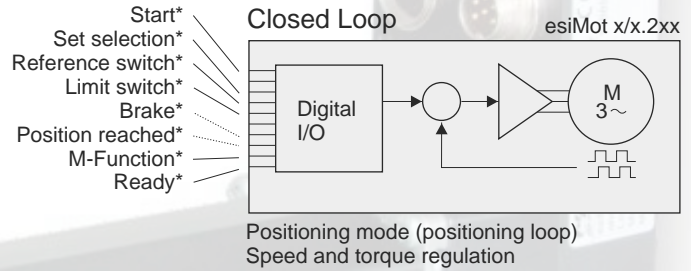 Start*
Set selection*
Reference switch*
Limit switch*
Brake*
Position reached*
M-Function*
Ready*
Closed Loop
esiMot x/x.2xx
Digital
I/O
M
3~
Positioning mode (positioning loop)
Speed and torque regulation